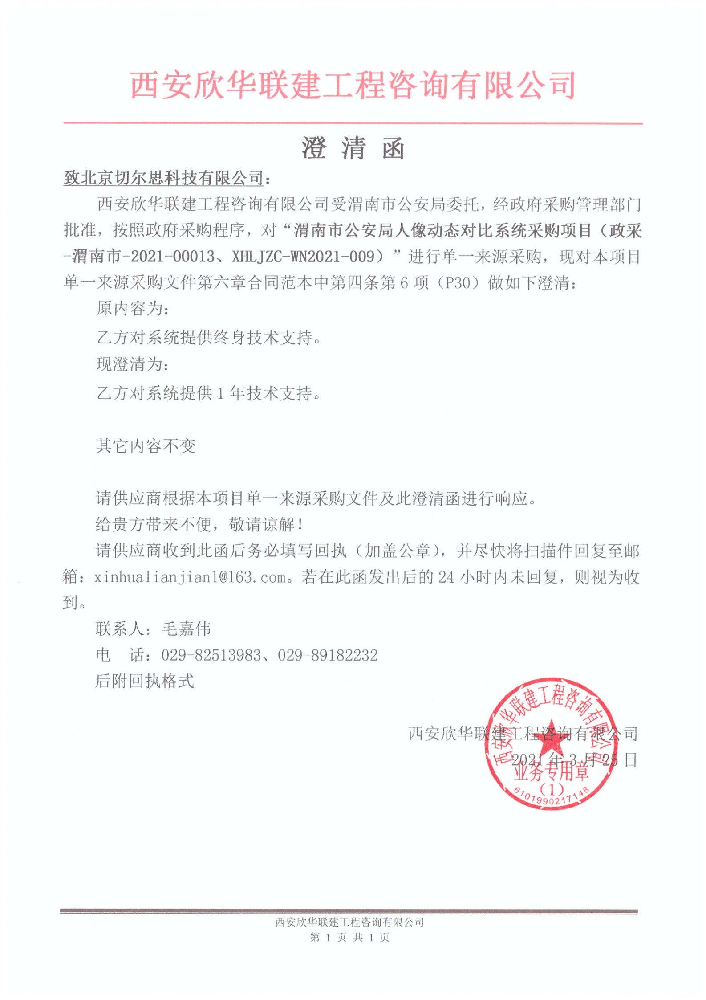 西安欣华联建工程咨询有限公司
澄清函
致北京切尔思科技有限公司：
西安欣华联建工程咨询有限公司受渭南市公安局委托，经政府采购管理部门
批准，按照政府采购程序，对“渭南市公安局人像动态对比系统采购项目（政采
-渭南市-2021-00013、XHLJZC-WN2021-009）”进行单一来源采购，现对本项目
单一来源采购文件第六章合同范本中第四条第6项（P30）做如下澄清：
原内容为：
乙方对系统提供终身技术支持。
现澄清为：
乙方对系统提供1年技术支持。
其它内容不变
请供应商根据本项目单一来源采购文件及此澄清函进行响应。
给贵方带来不便，敬请谅解！
请供应商收到此函后务必填写回执（加盖公章），并尽快将扫描件回复至邮
箱：xinhualianjian1@163.com。若在此函发出后的24小时内未回复，则视为收
到。
联系人：毛嘉伟
电 话：029-82513983、029-89182232
后附回执格式
西安欣华联建工程咨询有限公司
2021年3月25日
西安欣华联建工程咨询有限公司
业务专用章
（1）
6101990217148
西安欣华联建工程咨询有限公司
第 1 页 共 1 页